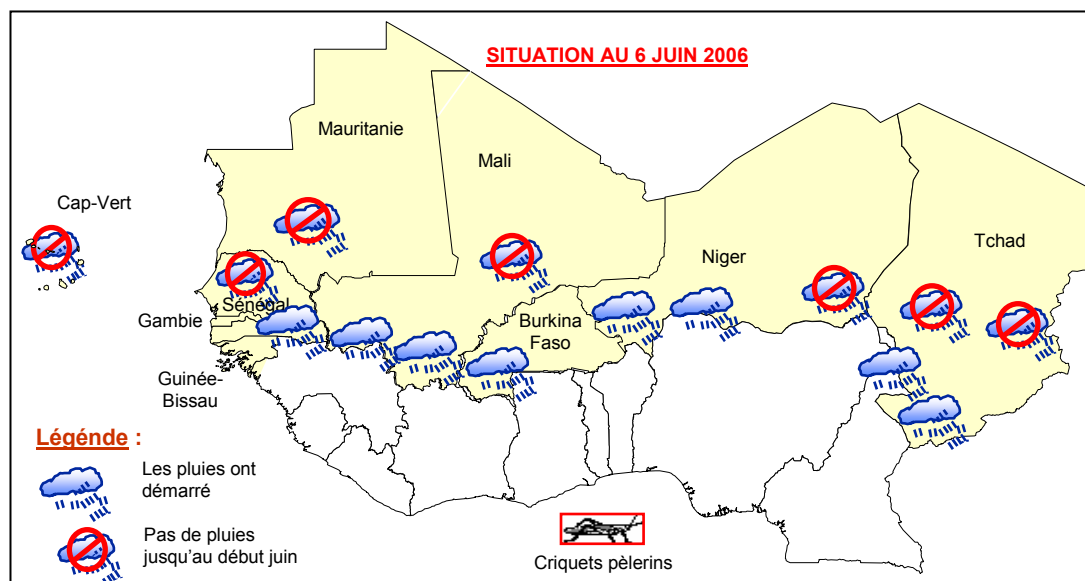 SITUATION AU 6 JUIN 2006
Mauritanie
Mali
Cap-Vert
Niger
Tchad
Sénégal
Gambie
Burkina
Faso
Guinée-
Bissau
Légénde :
Les pluies ont
démarré
Pas de pluies
jusqu'au début juin
Criquets pèlerins